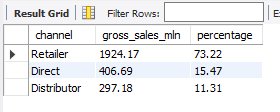 Result Grid Filter Rows: Ex
channel gross_sales_mln percentage
Retailer 1924.17 73.22
Direct 406.69 15.47
Distributor 297.18 11.31